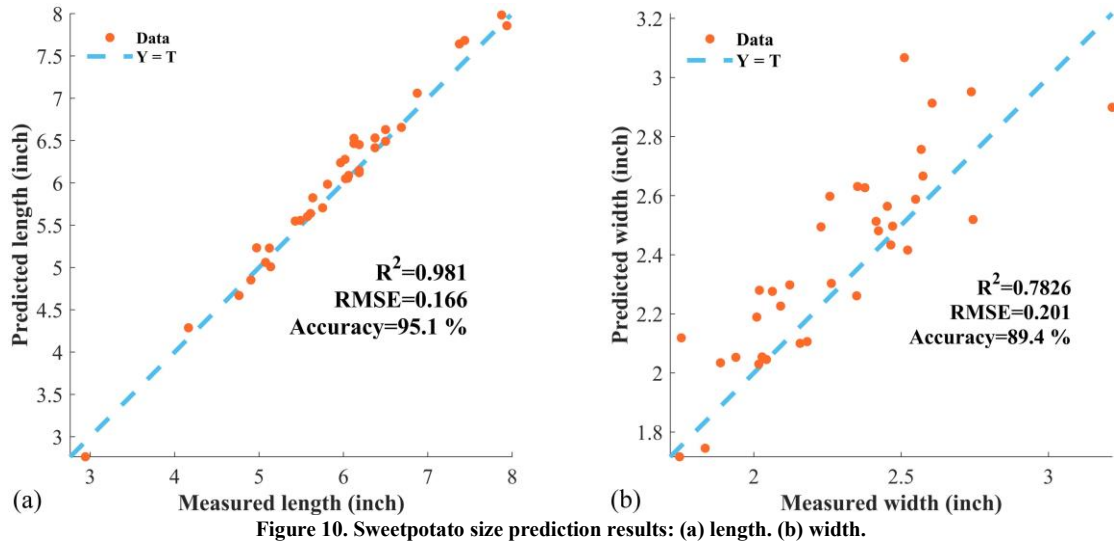 8
7.5
7
6.5
6
5.5
5
4.5
4
3.5
3
Predicted length (inch)
Data
Y = T
R²=0.981
RMSE=0.166
Accuracy=95.1 %
3 4 5 6 7 8
Measured length (inch)
(a)
3.2
3
2.8
2.6
2.4
2.2
2
1.8
Predicted width (inch)
Data
Y = T
R²=0.7826
RMSE=0.201
Accuracy=89.4 %
2 2.5 3
Measured width (inch)
(b)
Figure 10. Sweetpotato size prediction results: (a) length. (b) width.